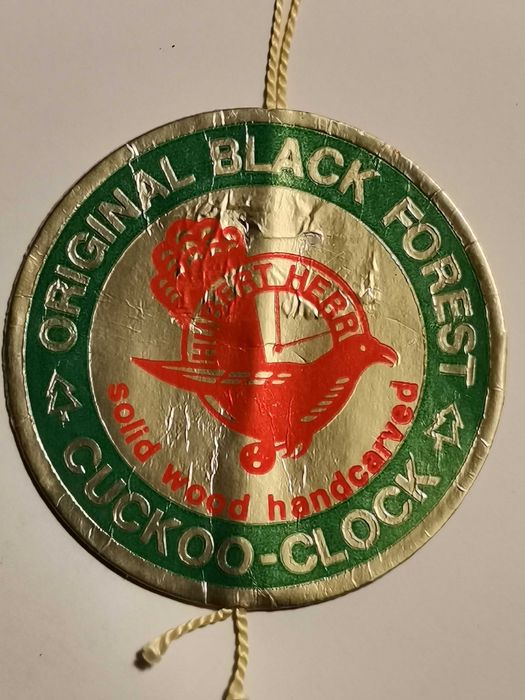 ORIGINAL BLACK FOREST
HUBERT HERR
solid wood handcarved
CUCKOO-CLOCK